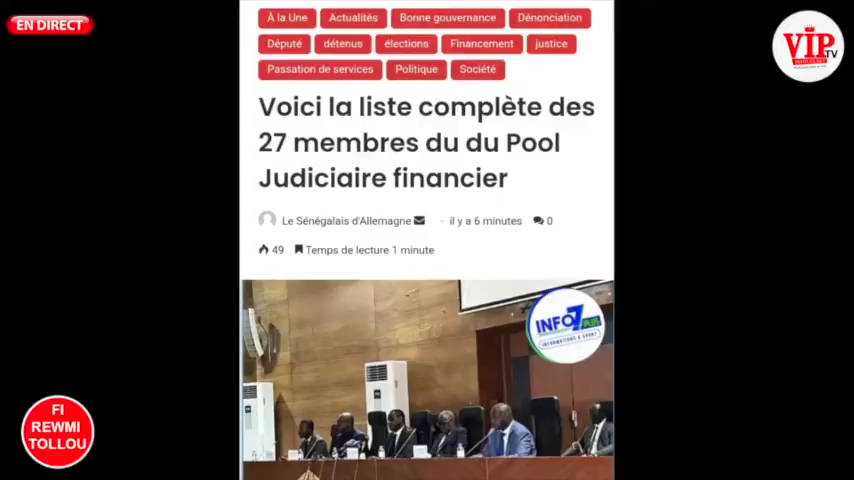 EN DIRECT
À la Une
Actualités
Bonne gouvernance
Dénonciation
Député
détenus
élections
Financement
justice
Passation de services
Politique
Société
Voici la liste complète des
27 membres du du Pool
Judiciaire financier
Le Sénégalais d'Allemagne
- il y a 6 minutes
0
49
Temps de lecture 1 minute
VIP
TV
INFO7
INFORMATIONS & SPORT
FI
REWMI
TOLLOU